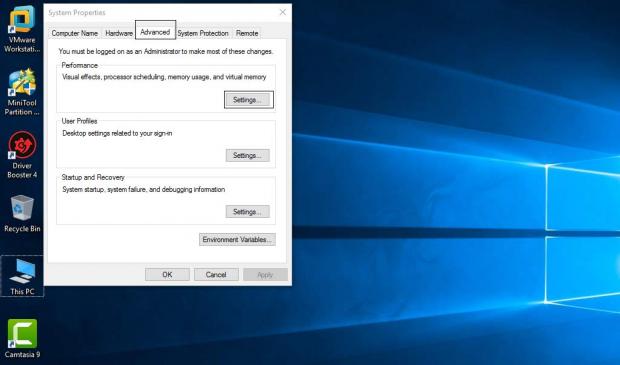 VMware
Workstati...
MiniTool
Partition ...
Driver
Booster 4
Recycle Bin
This PC
Camtasia 9
System Properties
Computer Name
Hardware
Advanced
System Protection
Remote
You must be logged on as an Administrator to make most of these changes.
Performance
Visual effects, processor scheduling, memory usage, and virtual memory
Settings...
User Profiles
Desktop settings related to your sign-in
Settings...
Startup and Recovery
System startup, system failure, and debugging information
Settings...
Environment Variables...
OK
Cancel
Apply